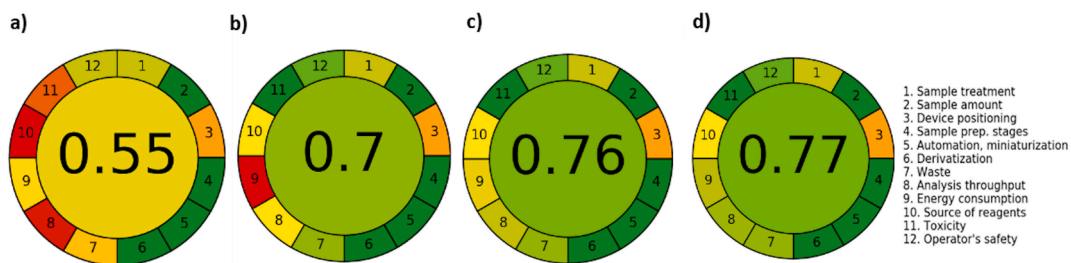 a)
b)
c)
d)
12 1
11 2
10 3
9 4
8 5
7 6
0.55
12 1
11 2
10 3
9 4
8 5
7 6
0.7
12 1
11 2
10 3
9 4
8 5
7 6
0.76
12 1
11 2
10 3
9 4
8 5
7 6
0.77
1. Sample treatment
2. Sample amount
3. Device positioning
4. Sample prep. stages
5. Automation, miniaturization
6. Derivatization
7. Waste
8. Analysis throughput
9. Energy consumption
10. Source of reagents
11. Toxicity
12. Operator's safety